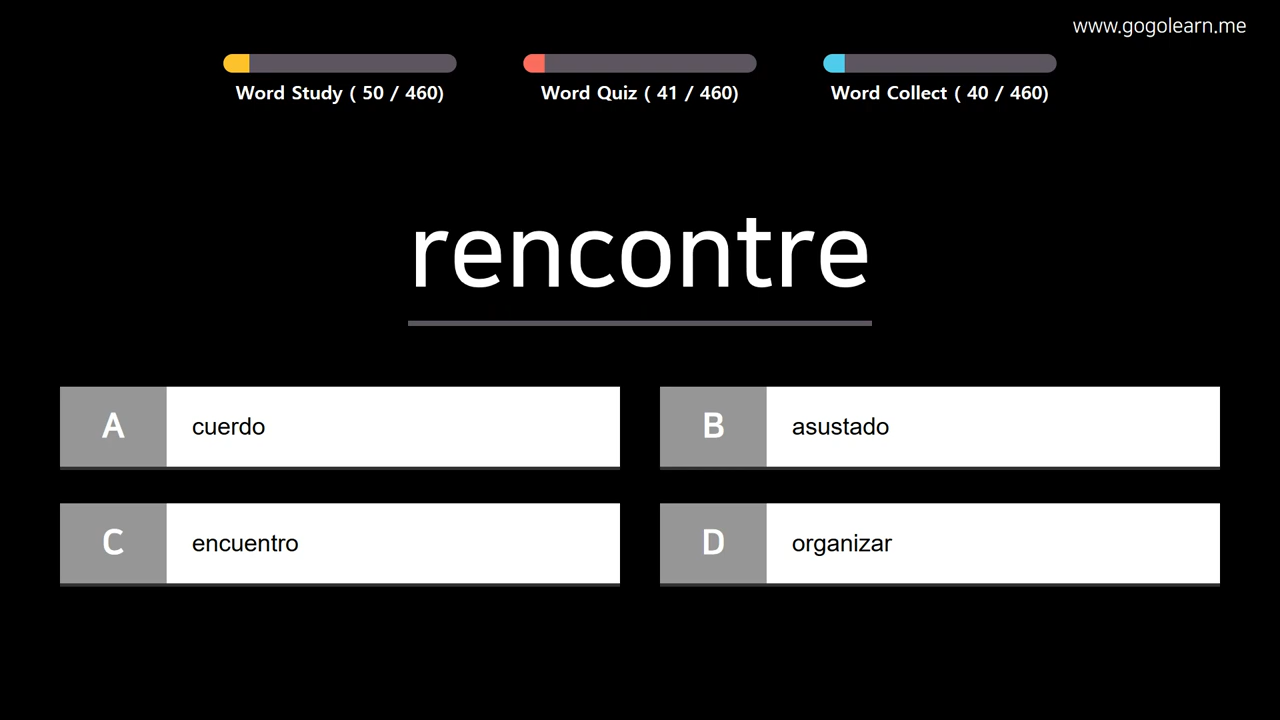 www.gogolearn.me
Word Study ( 50 / 460)
Word Quiz ( 41 / 460)
Word Collect ( 40 / 460)
rencontre
A cuerdo
B asustado
C encuentro
D organizar